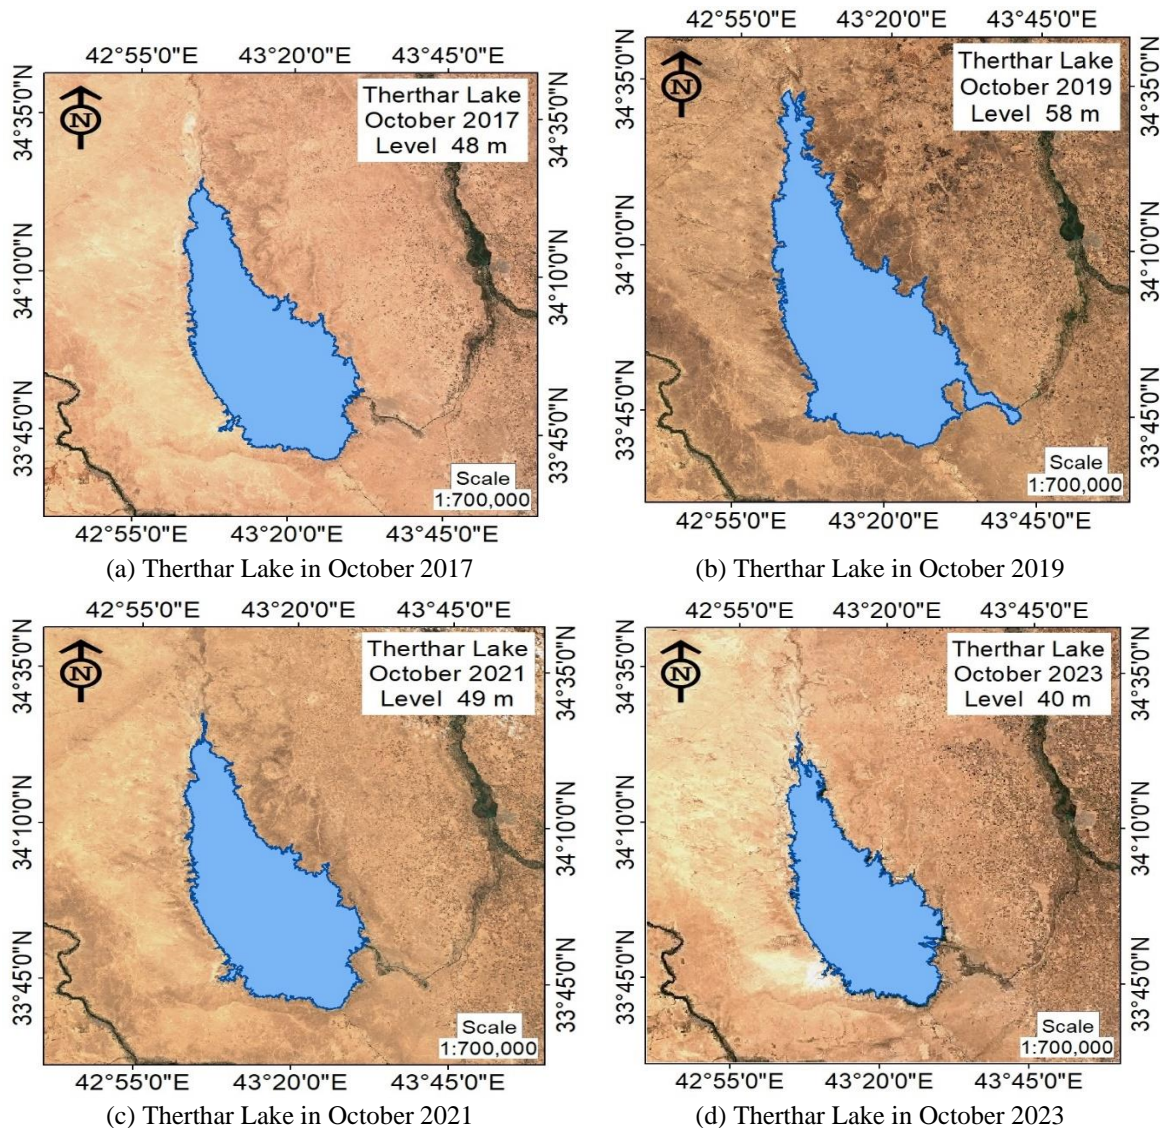 42°55'0"E 43°20'0"E 43°45'0"E
34°35'0"N
34°10'0"N
33°45'0"N
N
Therthar Lake
October 2017
Level 48 m
34°35'0"N
34°10'0"N
33°45'0"N
Scale
1:700,000
42°55'0"E 43°20'0"E 43°45'0"E
(a) Therthar Lake in October 2017
42°55'0"E 43°20'0"E 43°45'0"E
34°35'0"N
34°10'0"N
33°45'0"N
N
Therthar Lake
October 2019
Level 58 m
34°35'0"N
34°10'0"N
33°45'0"N
Scale
1:700,000
42°55'0"E 43°20'0"E 43°45'0"E
(b) Therthar Lake in October 2019
42°55'0"E 43°20'0"E 43°45'0"E
34°35'0"N
34°10'0"N
33°45'0"N
N
Therthar Lake
October 2021
Level 49 m
34°35'0"N
34°10'0"N
33°45'0"N
Scale
1:700,000
42°55'0"E 43°20'0"E 43°45'0"E
(c) Therthar Lake in October 2021
42°55'0"E 43°20'0"E 43°45'0"E
34°35'0"N
34°10'0"N
33°45'0"N
N
Therthar Lake
October 2023
Level 40 m
34°35'0"N
34°10'0"N
33°45'0"N
Scale
1:700,000
42°55'0"E 43°20'0"E 43°45'0"E
(d) Therthar Lake in October 2023